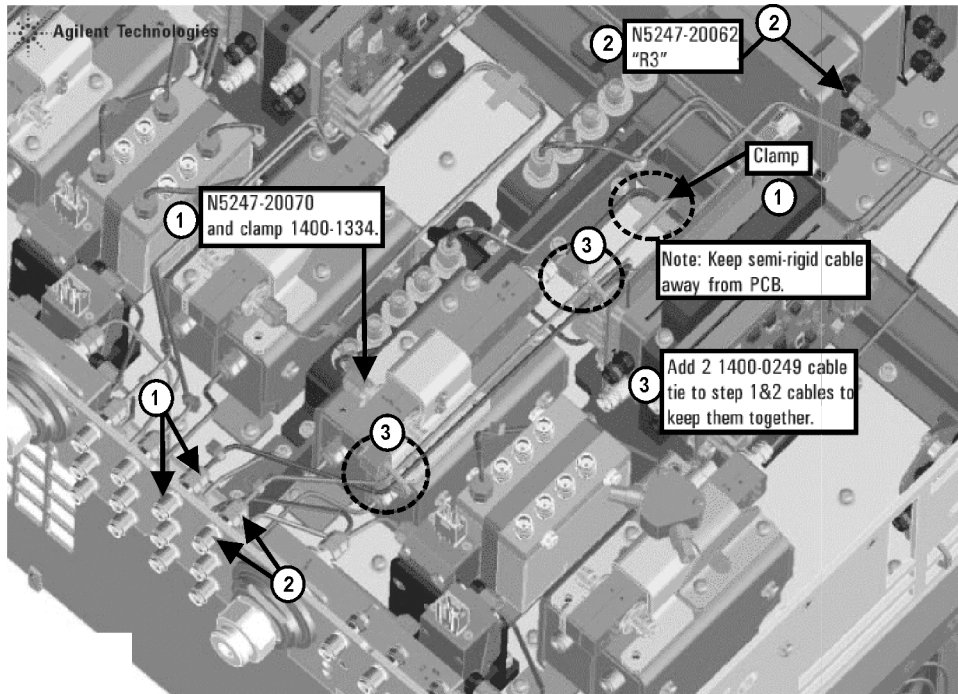 Agilent Technologies
2
N5247-20062
"R3"
2
Clamp
1
1
N5247-20070
and clamp 1400-1334.
3
Note: Keep semi-rigid cable
away from PCB.
3
Add 2 1400-0249 cable
tie to step 1&2 cables to
keep them together.
1
3
2